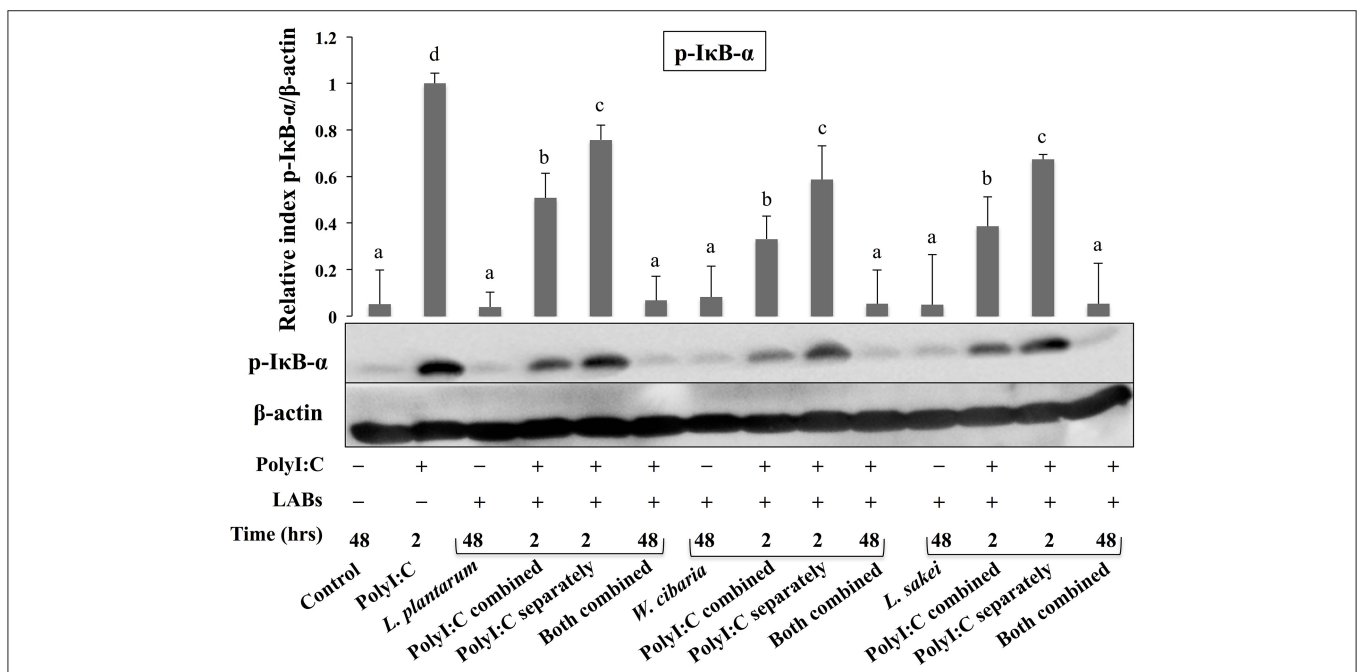 p-IκB-α
Relative index p-IκB-α/β-actin
1.2
1
0.8
0.6
0.4
0.2
0
a d a b c a a b c a a b c a
p-IκB-α
β-actin
PolyI:C – + – + + + – + + + – + + +
LABs – – + + + + + + + + + + + +
Time (hrs) 48 2 48 2 2 48 48 2 2 48 48 2 2 48
Control
PolyI:C
L. plantarum
PolyI:C combined
PolyI:C separately
Both combined
W. cibaria
PolyI:C combined
PolyI:C separately
Both combined
L. sakei
PolyI:C combined
PolyI:C separately
Both combined